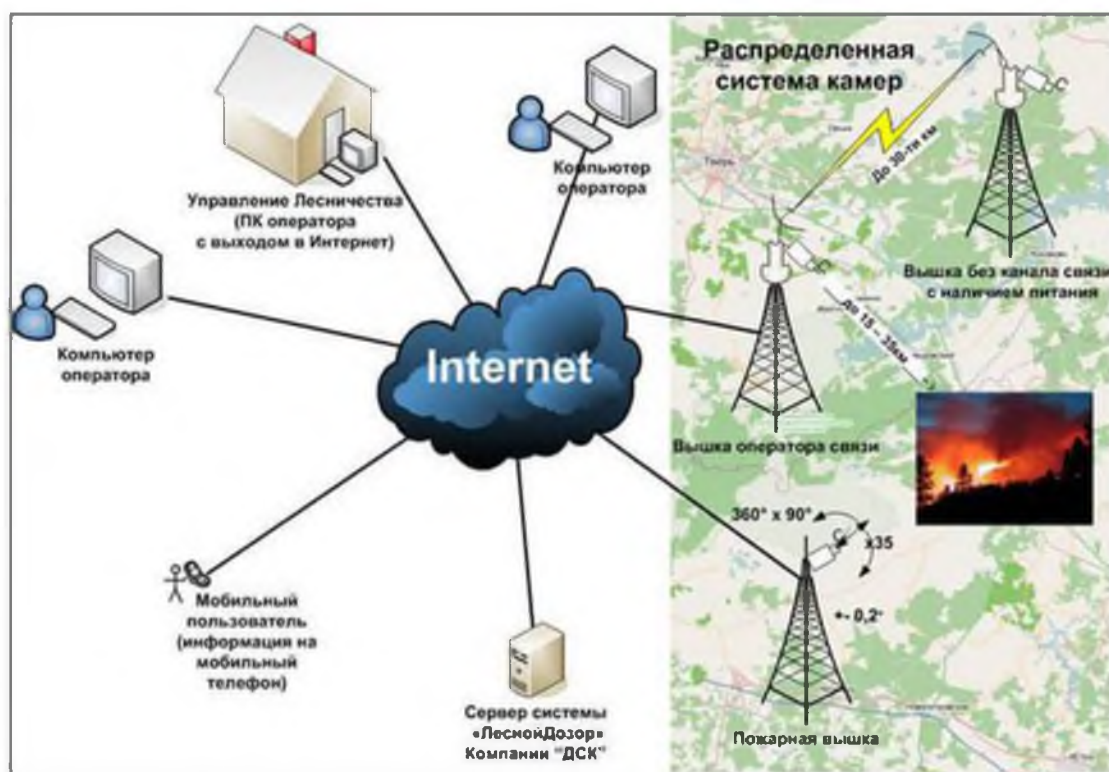 Распределенная
система камер
До 30-ти км
Компьютер
оператора
Управление Лесничества
(ПК оператора
с выходом в Интернет)
Тверь
Вышка без канала связи
с наличием питания
до 15 – 35км
Компьютер
оператора
Internet
Вышка оператора связи
360° x 90°
x35
+- 0,2°
Мобильный
пользователь
(информация на
мобильный
телефон)
Сервер системы
«ЛеснойДозор»
Компании "ДСК"
Пожарная вышка